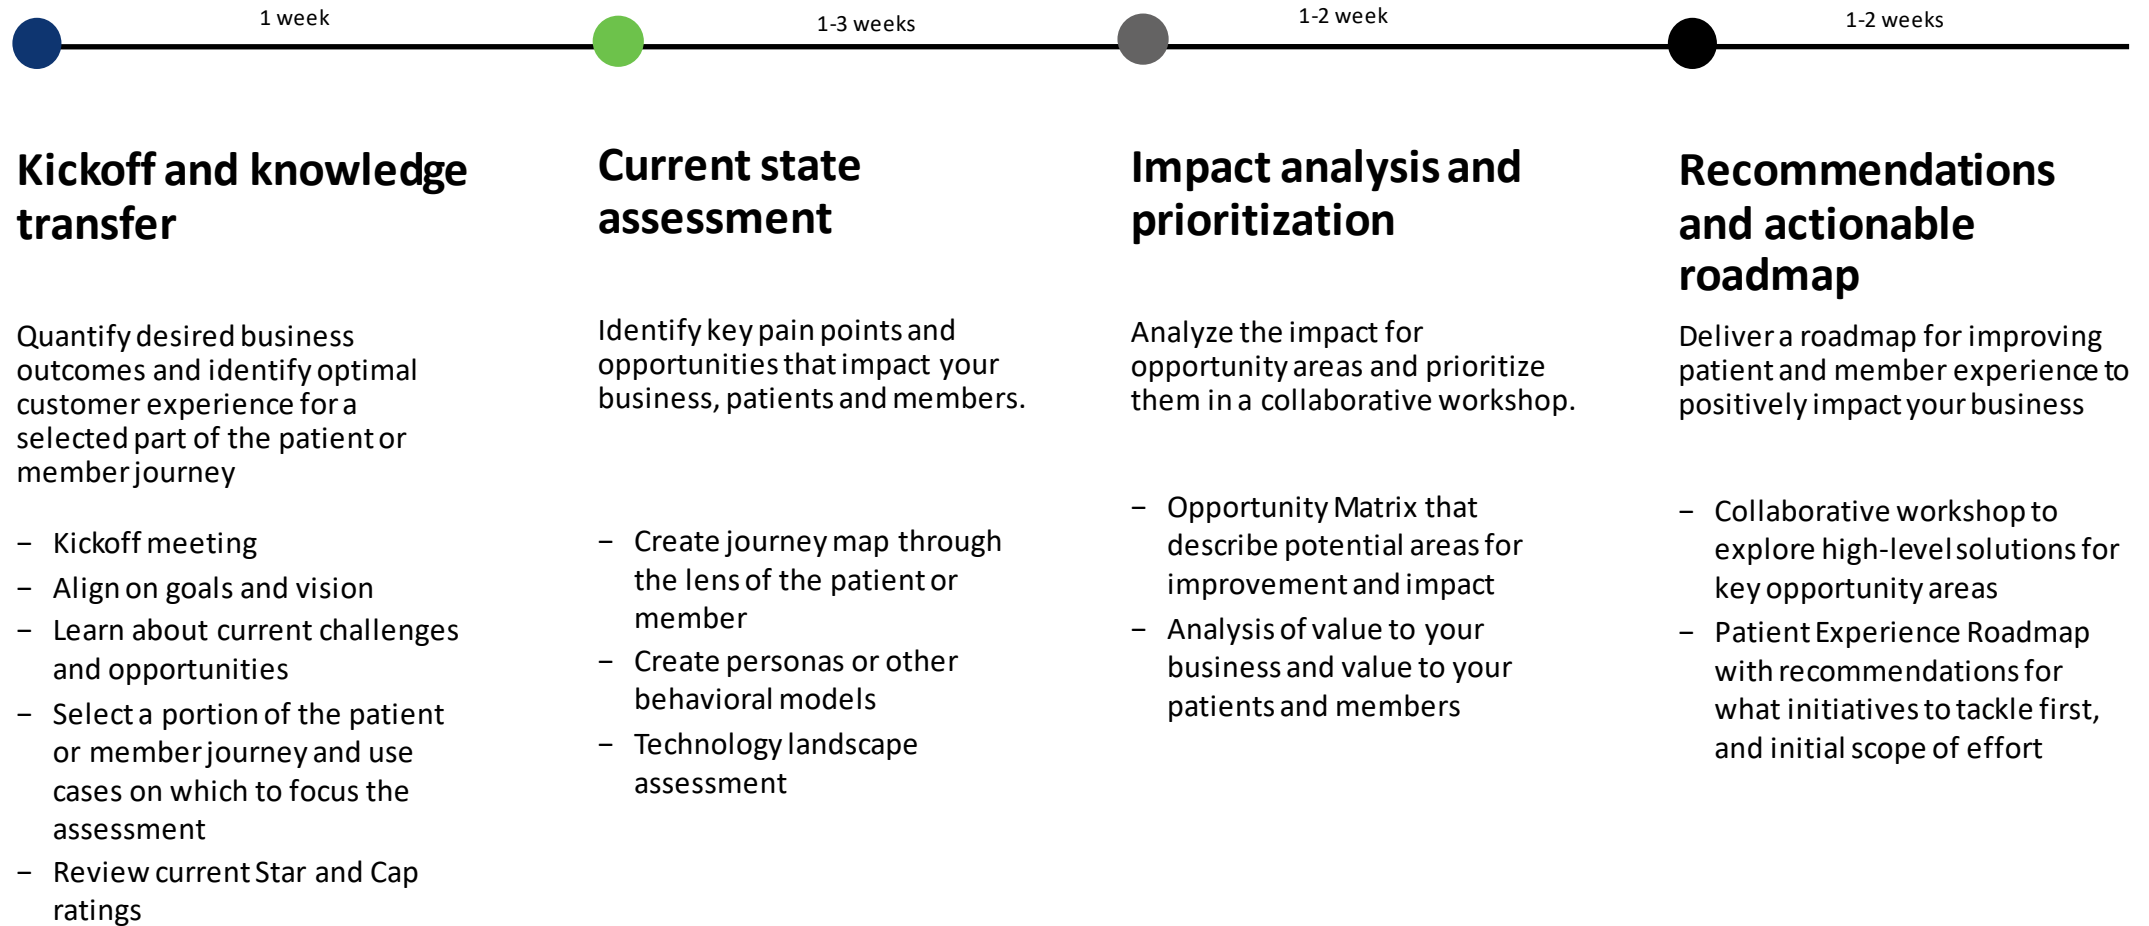 1 week
1-3 weeks
1-2 week
1-2 weeks
Kickoff and knowledge
transfer
Quantify desired business
outcomes and identify optimal
customer experience for a
selected part of the patient or
member journey
– Kickoff meeting
– Align on goals and vision
– Learn about current challenges
and opportunities
– Select a portion of the patient
or member journey and use
cases on which to focus the
assessment
– Review current Star and Cap
ratings
Current state
assessment
Identify key pain points and
opportunities that impact your
business, patients and members.
– Create journey map through
the lens of the patient or
member
– Create personas or other
behavioral models
– Technology landscape
assessment
Impact analysis and
prioritization
Analyze the impact for
opportunity areas and prioritize
them in a collaborative workshop.
– Opportunity Matrix that
describe potential areas for
improvement and impact
– Analysis of value to your
business and value to your
patients and members
Recommendations
and actionable
roadmap
Deliver a roadmap for improving
patient and member experience to
positively impact your business
– Collaborative workshop to
explore high-level solutions for
key opportunity areas
– Patient Experience Roadmap
with recommendations for
what initiatives to tackle first,
and initial scope of effort